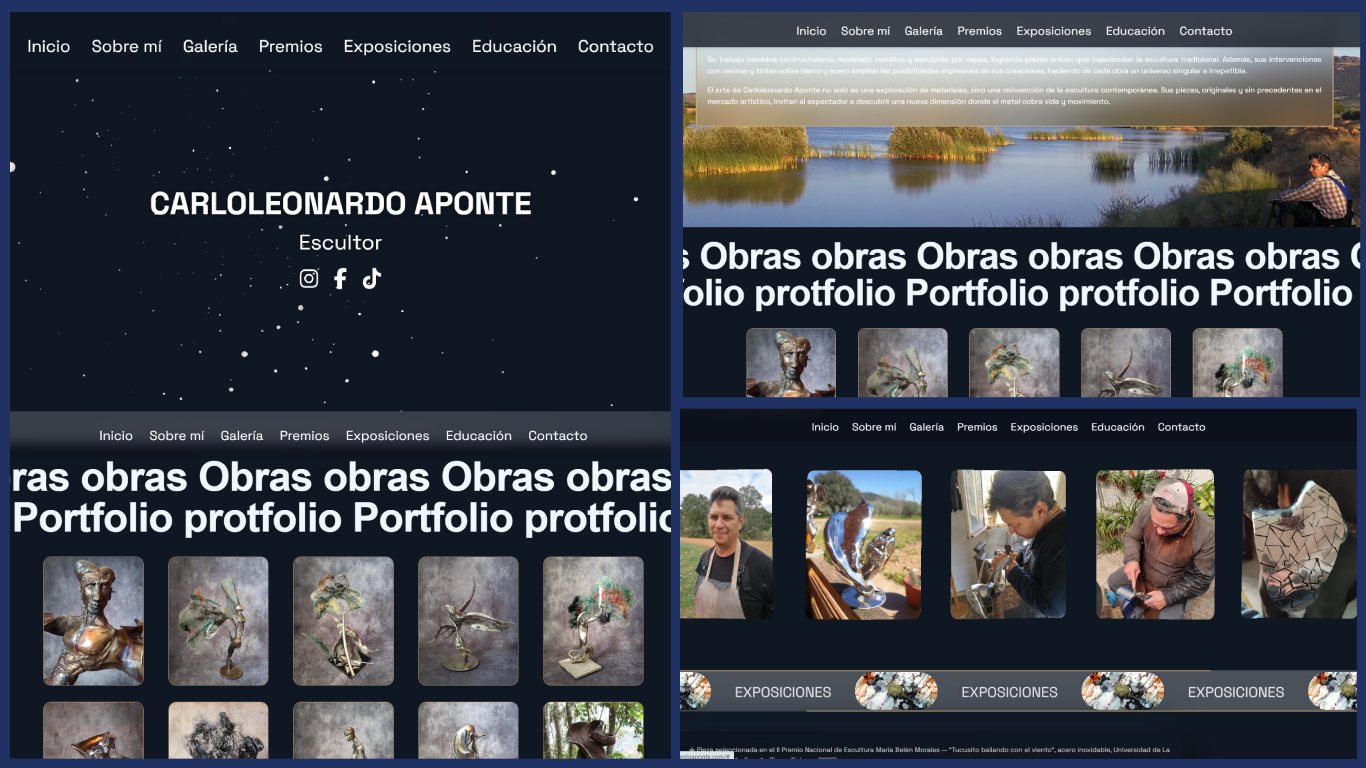 Inicio Sobre mí Galería Premios Exposiciones Educación Contacto
CARLOLEONARDO APONTE
Escultor
Inicio Sobre mí Galería Premios Exposiciones Educación Contacto
obras Obras obras Obras obras
Portfolio protfolio Portfolio protfolio
Inicio Sobre mí Galería Premios Exposiciones Educación Contacto
Su trabajo combina contructivismo, modelado metálico y esculpido por capas, logrando piezas únicas que trascienden la escultura tradicional. Además, sus intervenciones
con resinas y tintas sobre hierro y acero amplían las posibilidades expresivas de sus creaciones, haciendo de cada obra un universo singular e irrepetible.
El arte de Carloleonardo Aponte no solo es una exploración de materiales, sino una reinvención de la escultura contemporánea. Sus piezas, originales y sin precedentes en el
mercado artístico, invitan al espectador a descubrir una nueva dimensión donde el metal cobra vida y movimiento.
Obras obras Obras obras Obras obras
protfolio Portfolio protfolio Portfolio
Inicio Sobre mí Galería Premios Exposiciones Educación Contacto
EXPOSICIONES EXPOSICIONES EXPOSICIONES
Pieza seleccionada en el II Premio Nacional de Escultura María Belén Morales — "Tucusito bailando con el viento", acero inoxidable, Universidad de La